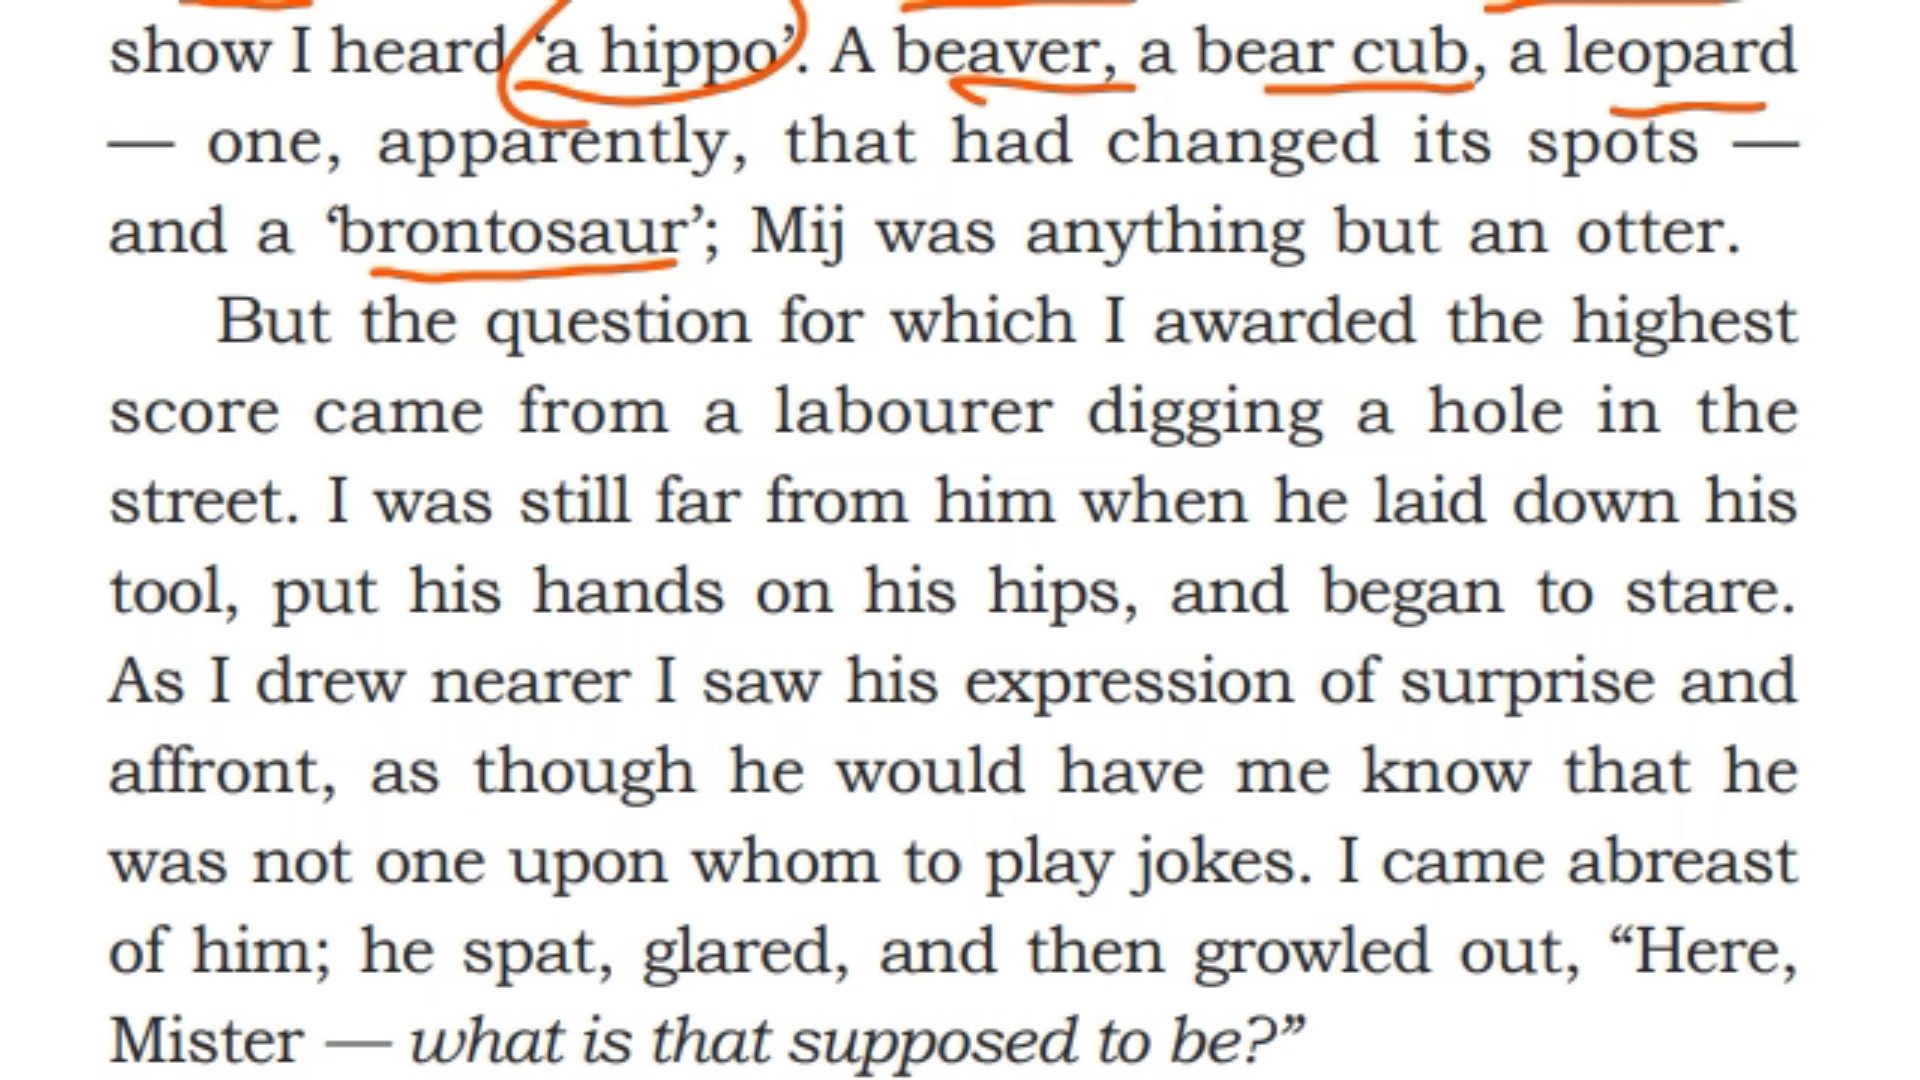 show I heard ‘a hippo’. A beaver, a bear cub, a leopard
— one, apparently, that had changed its spots —
and a ‘brontosaur’; Mij was anything but an otter.
But the question for which I awarded the highest
score came from a labourer digging a hole in the
street. I was still far from him when he laid down his
tool, put his hands on his hips, and began to stare.
As I drew nearer I saw his expression of surprise and
affront, as though he would have me know that he
was not one upon whom to play jokes. I came abreast
of him; he spat, glared, and then growled out, “Here,
Mister — what is that supposed to be?”